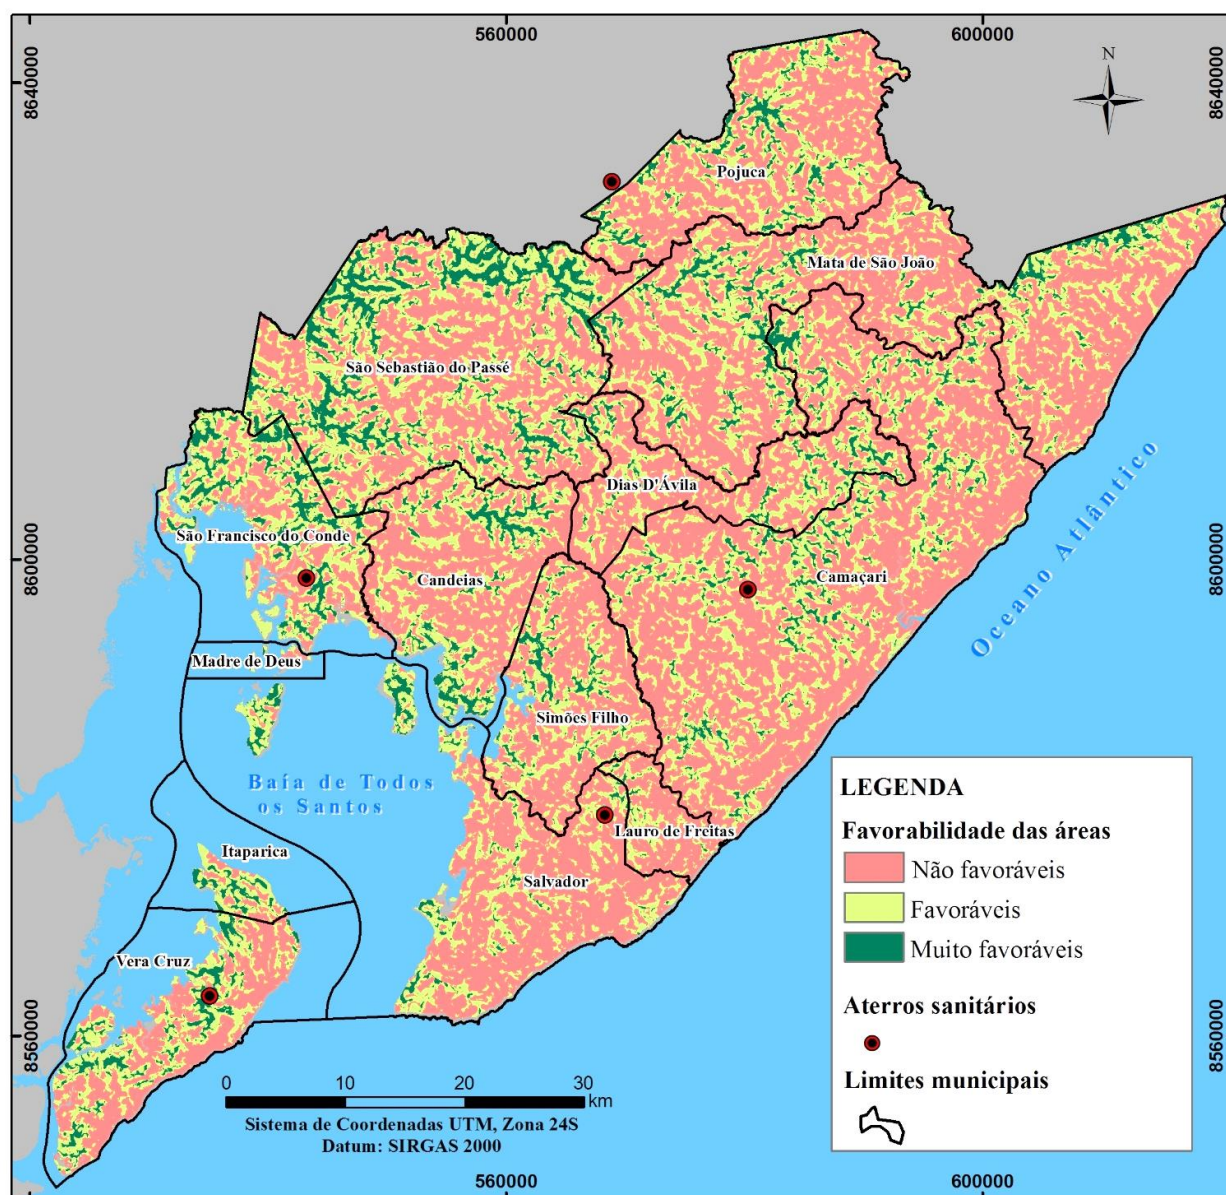 560000
600000
8640000
8640000
N
Pojuca
Mata de São João
São Sebastião do Passé
Dias D'Ávila
São Francisco do Conde
Candeias
Camaçari
8600000
8600000
Oceano Atlântico
Madre de Deus
Simões Filho
Baía de Todos
os Santos
Lauro de Freitas
Itaparica
Salvador
Vera Cruz
8560000
8560000
LEGENDA
Favorabilidade das áreas
Não favoráveis
Favoráveis
Muito favoráveis
Aterros sanitários
Limites municipais
0 10 20 30
km
Sistema de Coordenadas UTM, Zona 24S
Datum: SIRGAS 2000
560000
600000